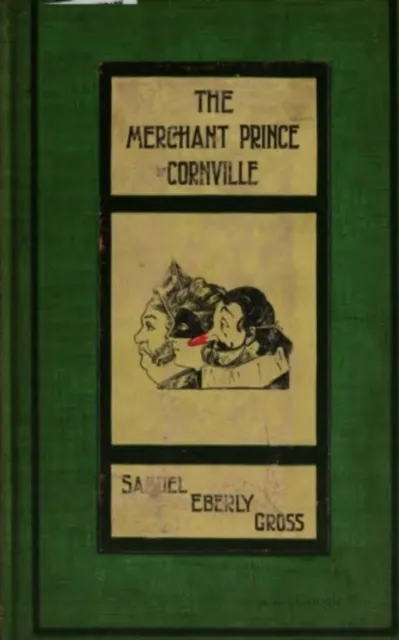 THE
MERCHANT PRINCE
OF CORNVILLE
SAMUEL
EBERLY
GROSS